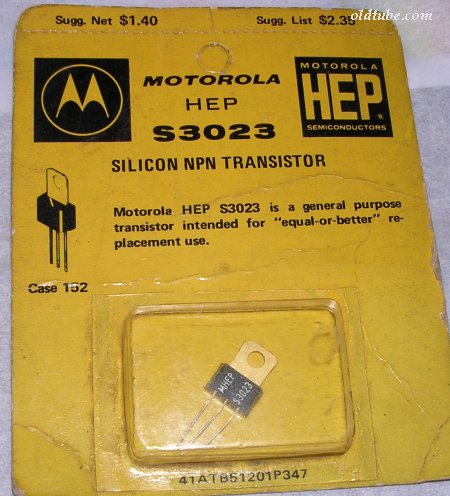 Sugg. Net $1.40
Sugg. List $2.35
oldtube.com
MOTOROLA
HEP
S3023
MOTOROLA
HEP
®
SEMICONDUCTORS
SILICON NPN TRANSISTOR
Motorola HEP S3023 is a general purpose
transistor intended for "equal-or-better" re-
placement use.
Case 152
MHEP
S3023
41ATB51201P347